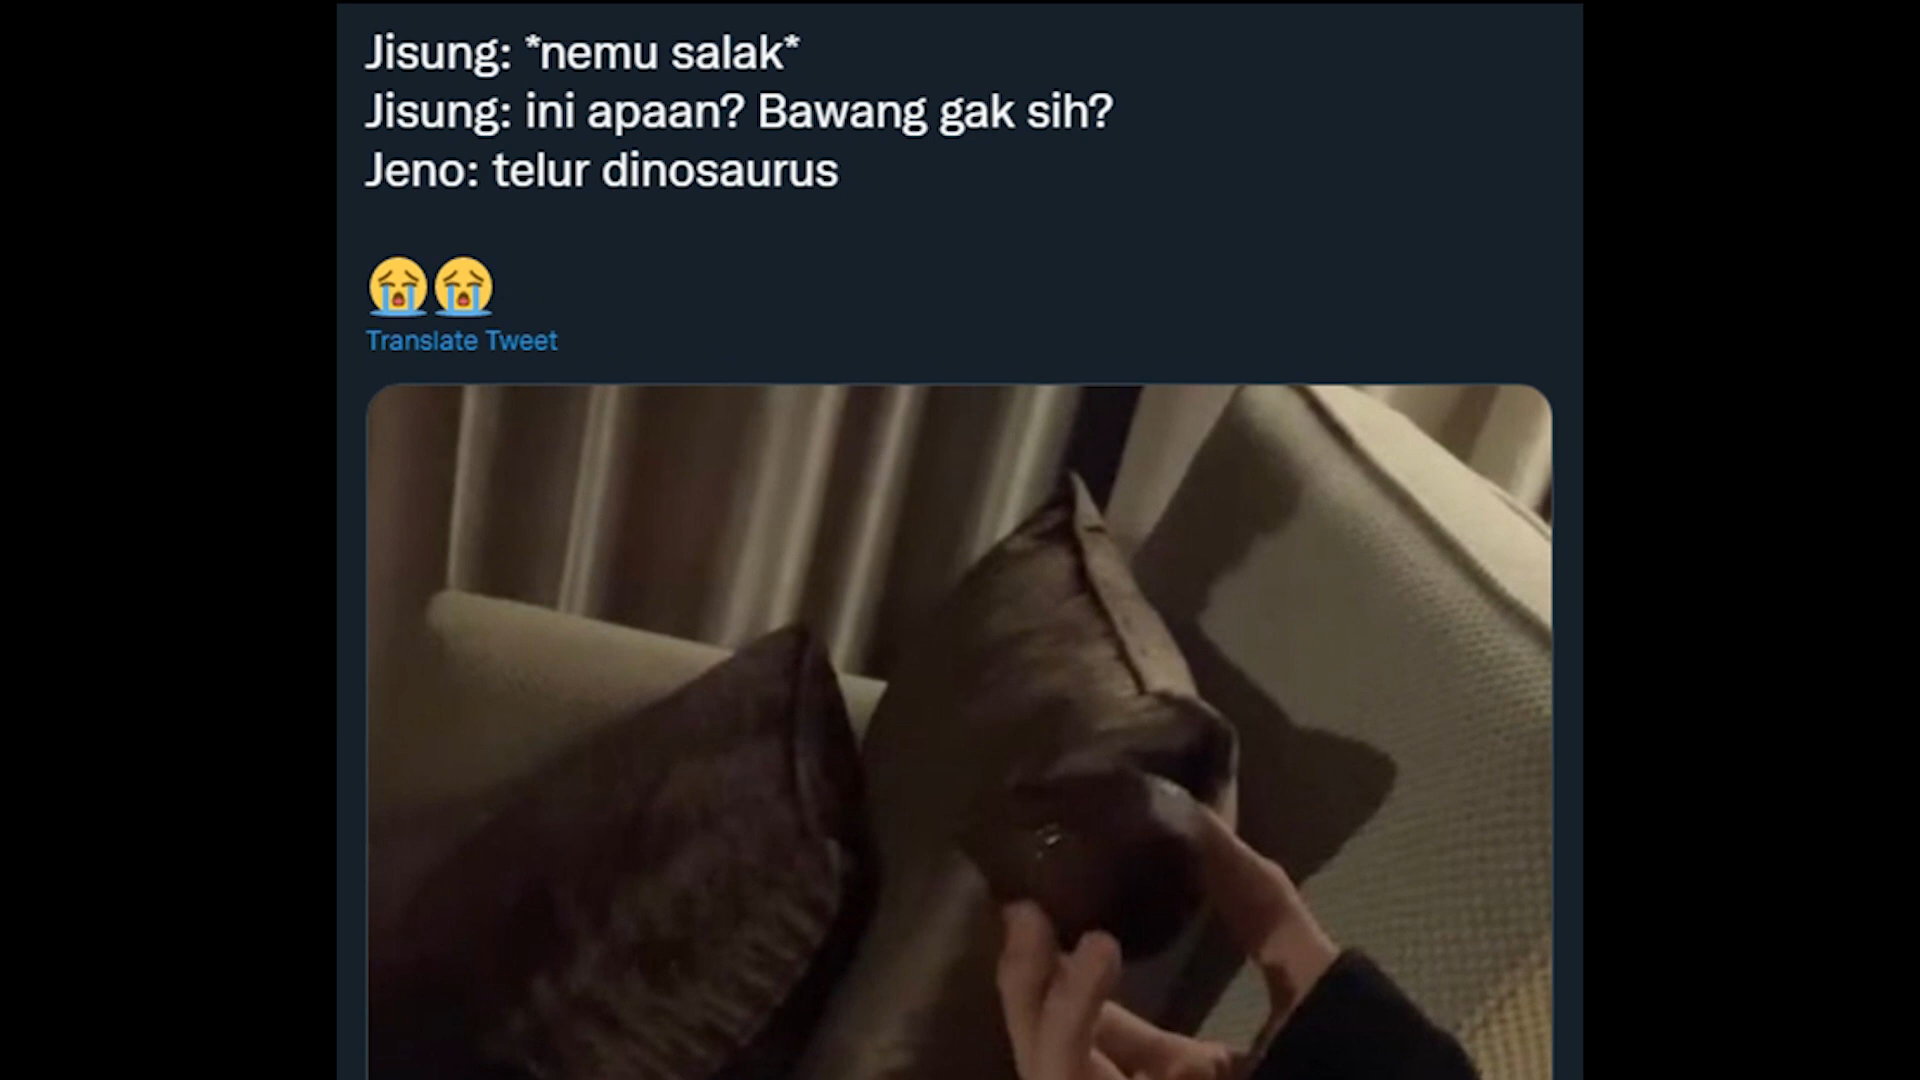 Jisung: *nemu salak*
Jisung: ini apaan? Bawang gak sih?
Jeno: telur dinosaurus
😭😭
Translate Tweet